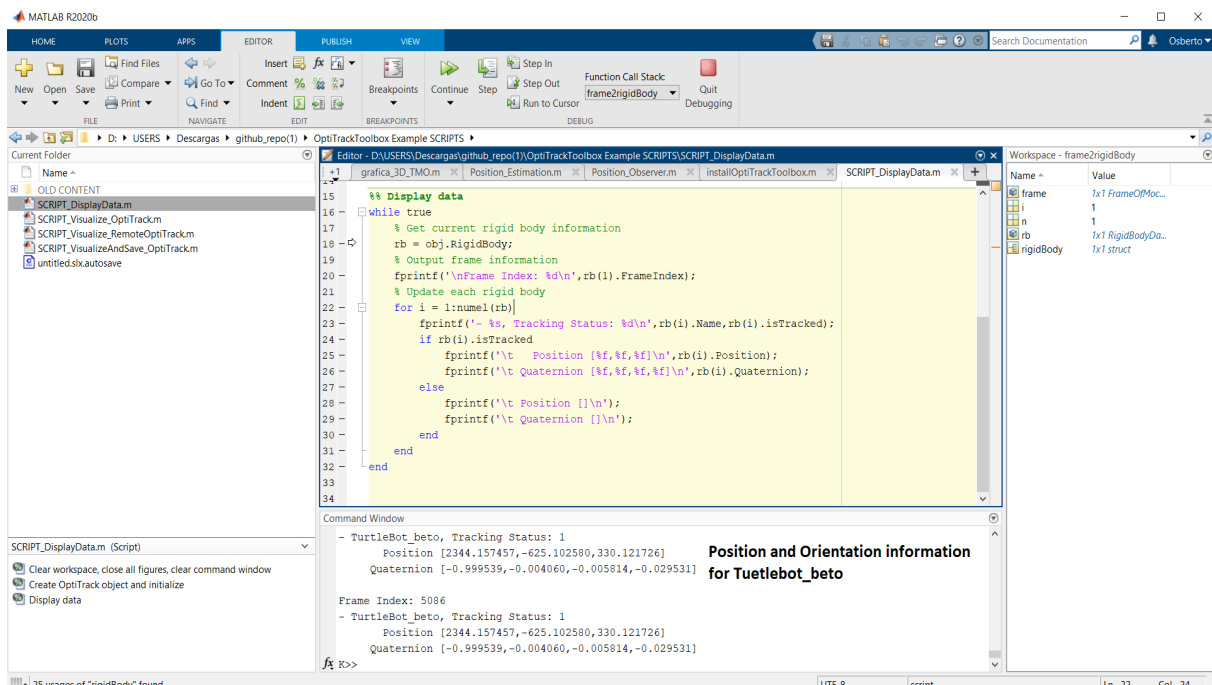 MATLAB R2020b
HOME PLOTS APPS EDITOR PUBLISH VIEW Search Documentation Osberto
New Open Save Find Files Compare Print Go To Find Insert Comment Indent Breakpoints Continue Step Step In Step Out Run to Cursor Function Call Stack: frame2rigidBody Quit Debugging
FILE NAVIGATE EDIT BREAKPOINTS DEBUG
D: USERS Descargas github_repo(1) OptiTrackToolbox Example SCRIPTS
Current Folder
Name
OLD CONTENT
SCRIPT_DisplayData.m
SCRIPT_Visualize_OptiTrack.m
SCRIPT_Visualize_RemoteOptiTrack.m
SCRIPT_VisualizeAndSave_OptiTrack.m
untitled.slx.autosave
SCRIPT_DisplayData.m (Script)
Clear workspace, close all figures, clear command window
Create OptiTrack object and initialize
Display data
Editor - D:\USERS\Descargas\github_repo(1)\OptiTrackToolbox Example SCRIPTS\SCRIPT_DisplayData.m
+1 grafica_3D_TMO.m Position_Estimation.m Position_Observer.m installOptiTrackToolbox.m SCRIPT_DisplayData.m
14
15 %% Display data
16 - while true
17 % Get current rigid body information
18 - rb = obj.RigidBody;
19 % Output frame information
20 - fprintf('\nFrame Index: %d\n',rb(1).FrameIndex);
21 % Update each rigid body
22 - for i = 1:numel(rb)
23 - fprintf('- %s, Tracking Status: %d\n',rb(i).Name,rb(i).isTracked);
24 - if rb(i).isTracked
25 - fprintf('\t   Position [%f,%f,%f]\n',rb(i).Position);
26 - fprintf('\t Quaternion [%f,%f,%f,%f]\n',rb(i).Quaternion);
27 - else
28 - fprintf('\t Position []\n');
29 - fprintf('\t Quaternion []\n');
30 - end
31 - end
32 - end
33
34
Command Window
- TurtleBot_beto, Tracking Status: 1
Position [2344.157457,-625.102580,330.121726]
Quaternion [-0.999539,-0.004060,-0.005814,-0.029531]
Position and Orientation information
for Tuetlebot_beto
Frame Index: 5086
- TurtleBot_beto, Tracking Status: 1
Position [2344.157457,-625.102580,330.121726]
Quaternion [-0.999539,-0.004060,-0.005814,-0.029531]
fx K>>
Workspace - frame2rigidBody
Name Value
frame 1x1 FrameOfMoc...
i 1
n 1
rb 1x1 RigidBodyDa...
rigidBody 1x1 struct
25 usages of "rigidBody" found UTF-8 script Ln 22 Col 24